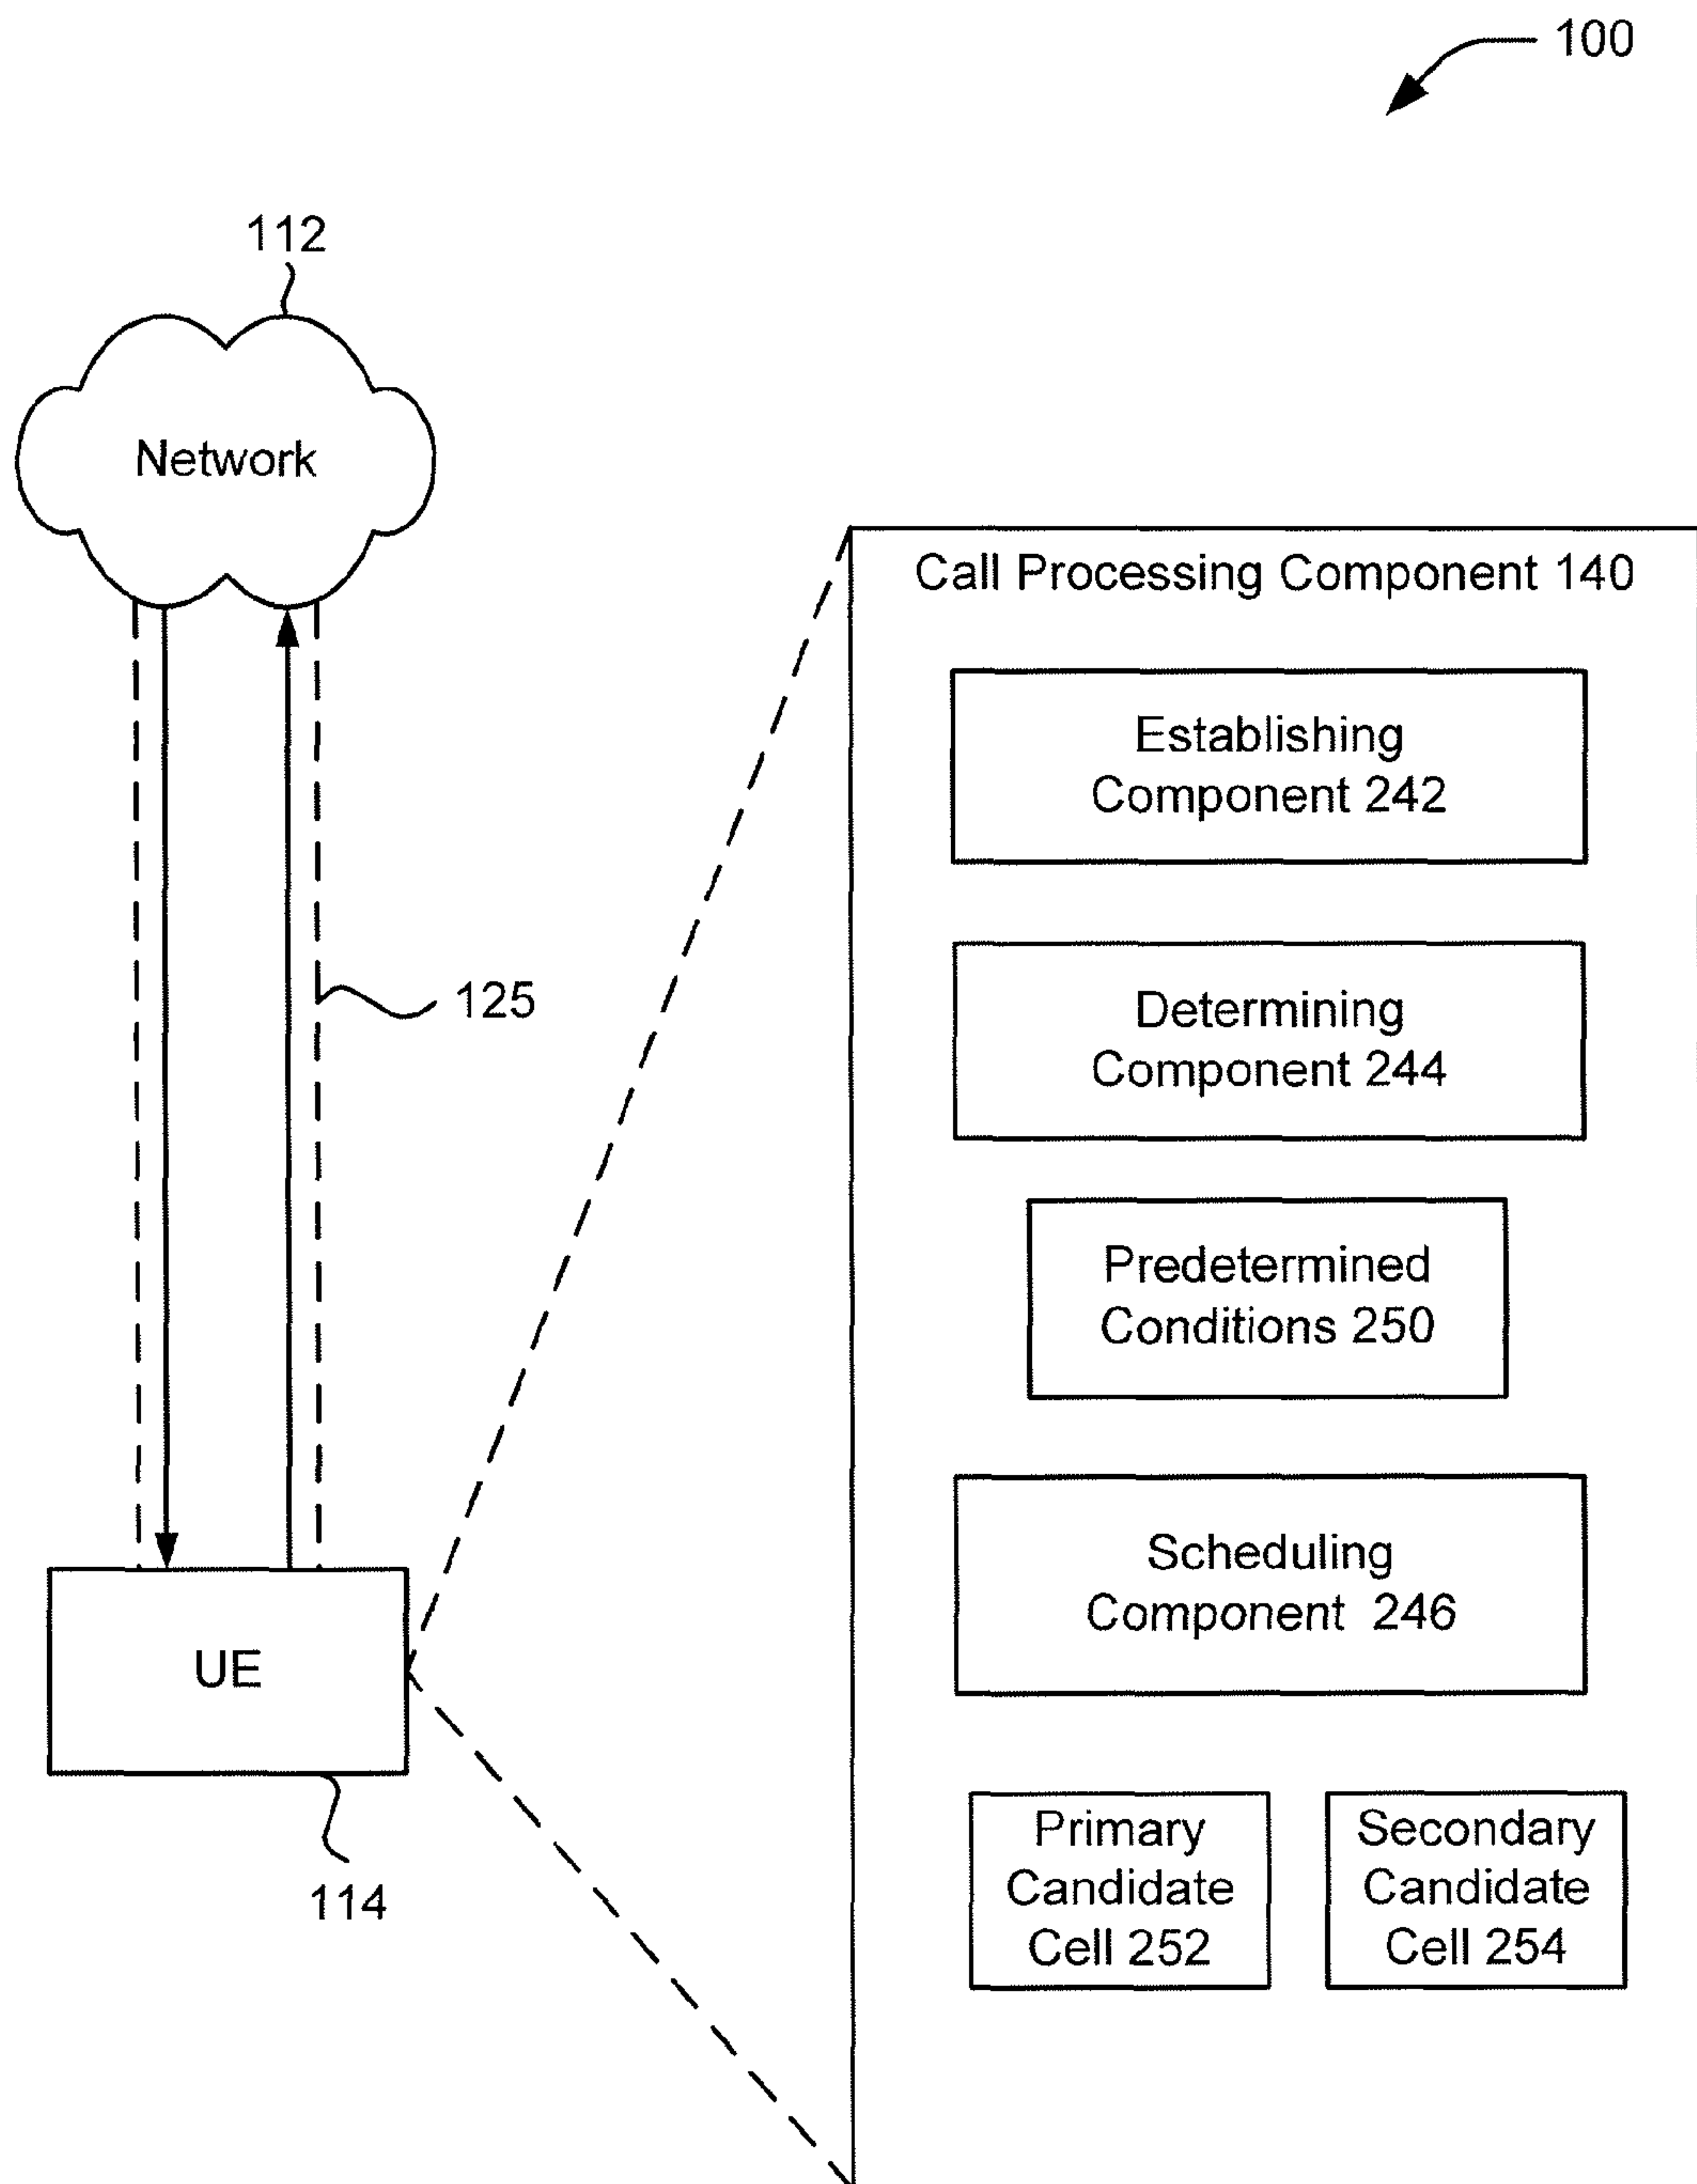 100
112
Network
Call Processing Component 140
Establishing
Component 242
125
Determining
Component 244
Predetermined
Conditions 250
Scheduling
Component 246
UE
114
Primary
Candidate
Cell 252
Secondary
Candidate
Cell 254